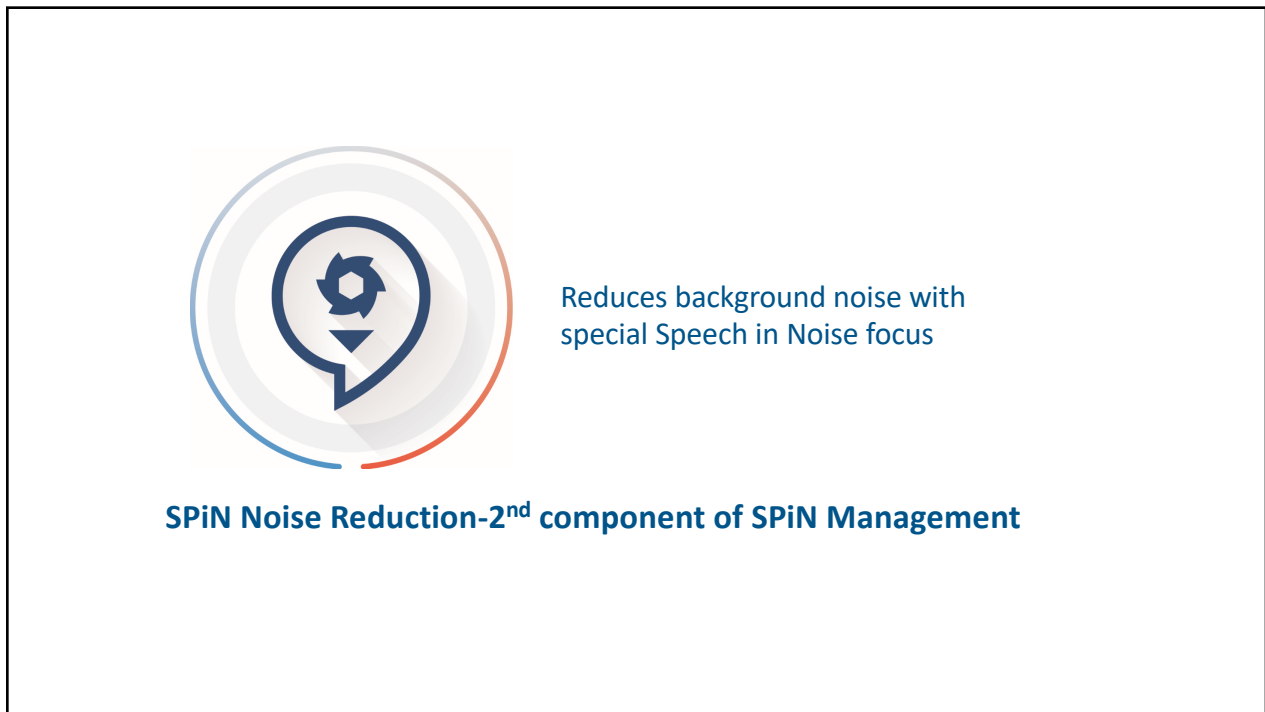 Reduces background noise with
special Speech in Noise focus
SPiN Noise Reduction-2nd component of SPiN Management